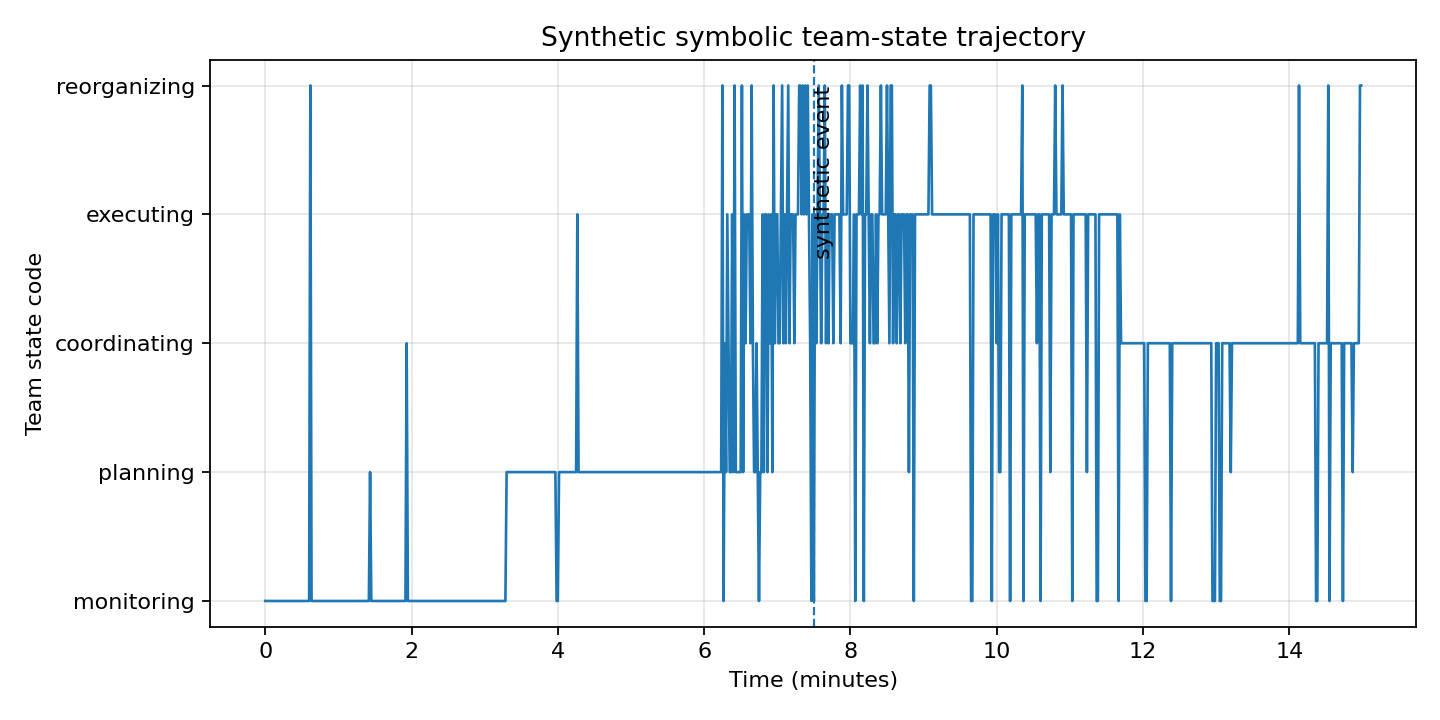 Synthetic symbolic team-state trajectory
Team state code
reorganizing
executing
coordinating
planning
monitoring
synthetic event
0 2 4 6 8 10 12 14
Time (minutes)